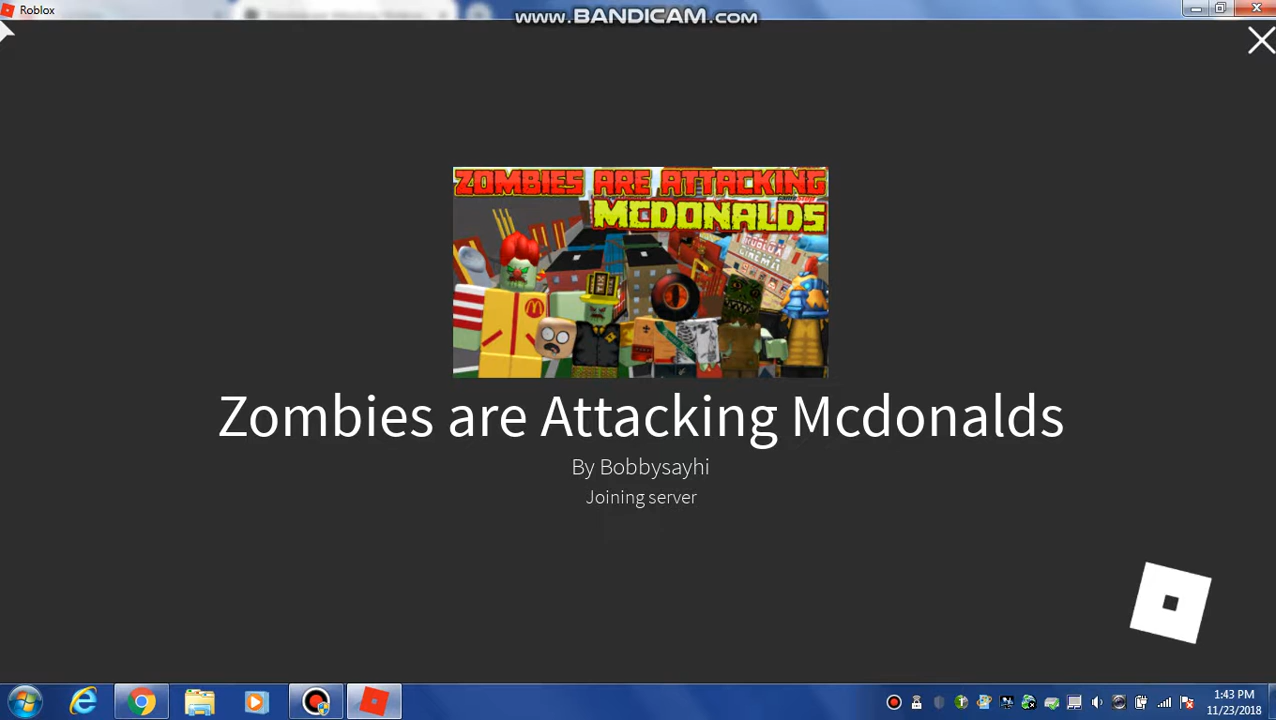 Roblox
www.BANDICAM.com
ZOMBIES ARE ATTACKING
MCDONALDS
Zombies are Attacking Mcdonalds
By Bobbysayhi
Joining server
1:43 PM
11/23/2018